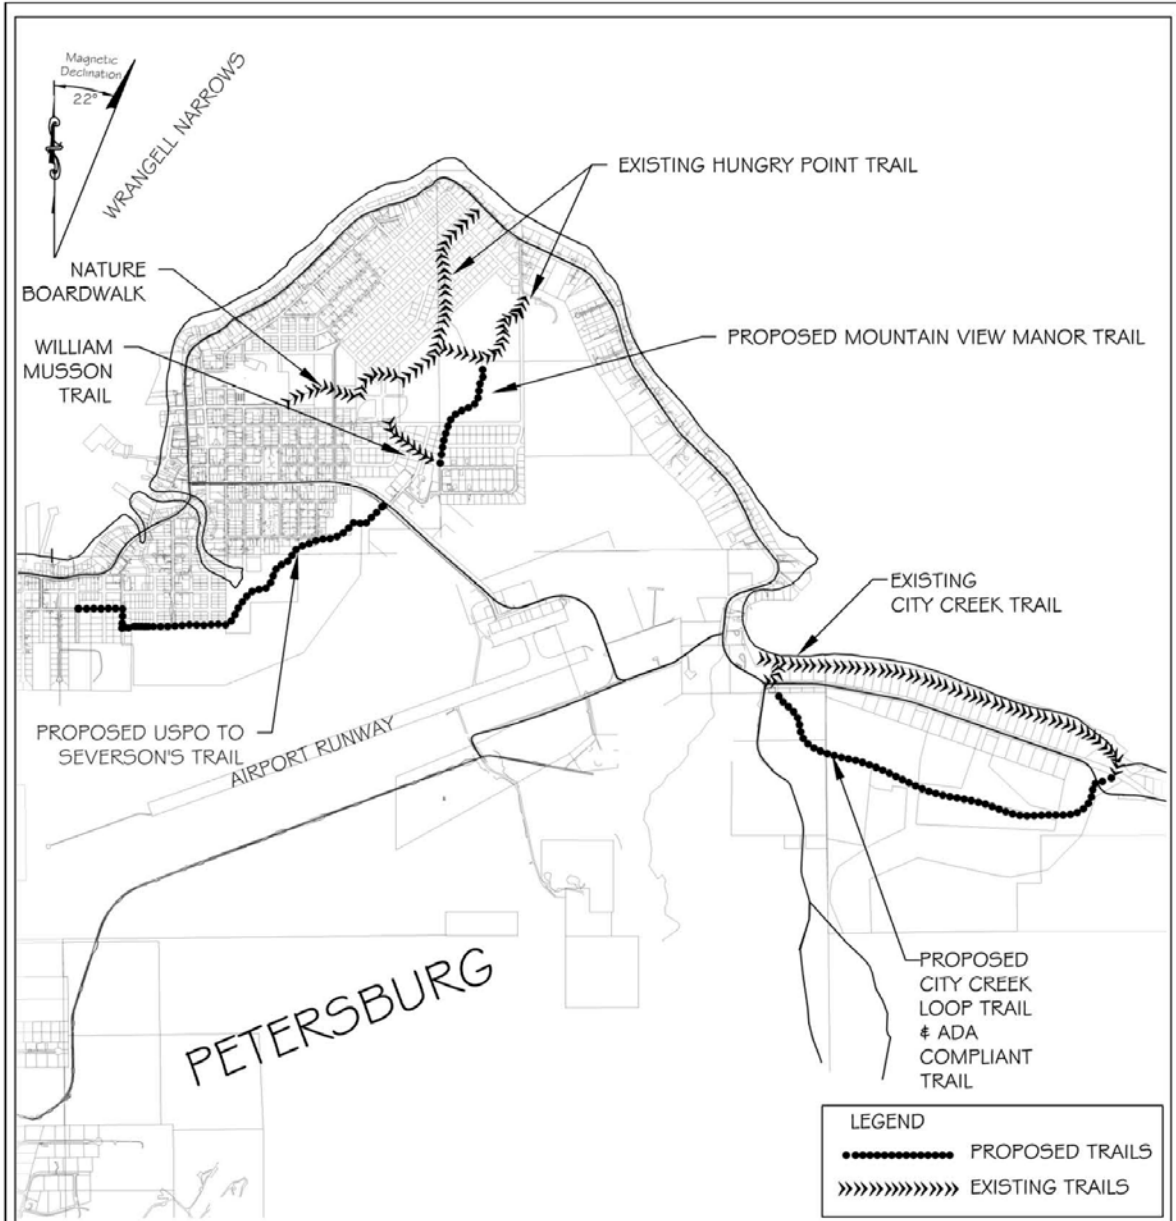 Magnetic
Declination
22°
WRANGELL NARROWS
EXISTING HUNGRY POINT TRAIL
NATURE
BOARDWALK
WILLIAM
MUSSON
TRAIL
PROPOSED MOUNTAIN VIEW MANOR TRAIL
EXISTING
CITY CREEK TRAIL
PROPOSED USPO TO
SEVERSON'S TRAIL
AIRPORT RUNWAY
PROPOSED
CITY CREEK
LOOP TRAIL
& ADA
COMPLIANT
TRAIL
PETERSBURG
LEGEND
PROPOSED TRAILS
EXISTING TRAILS